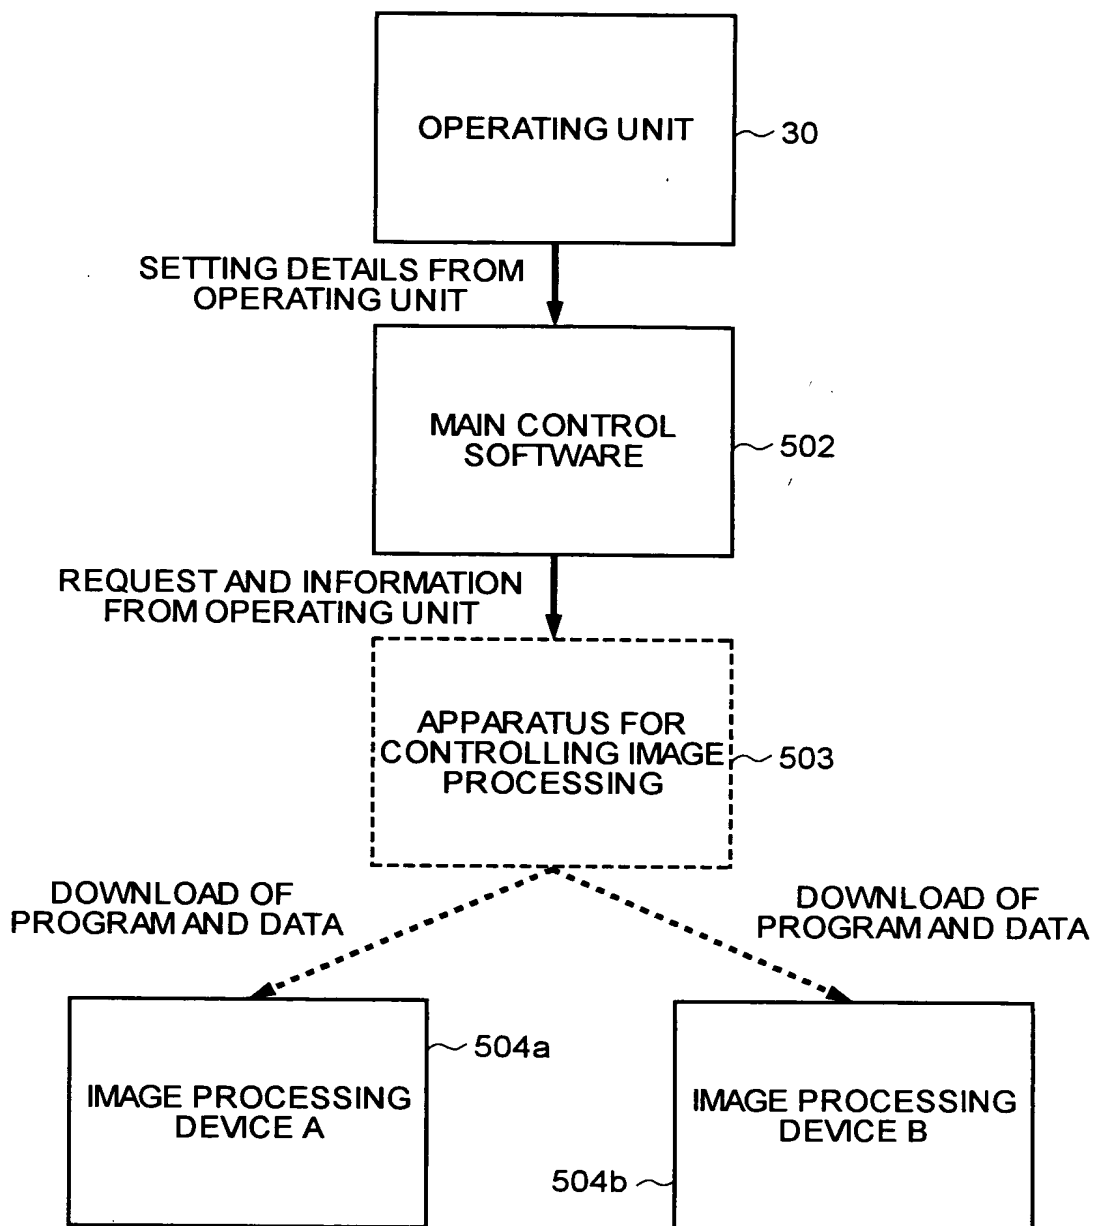 OPERATING UNIT
30
SETTING DETAILS FROM
OPERATING UNIT
MAIN CONTROL
SOFTWARE
502
REQUEST AND INFORMATION
FROM OPERATING UNIT
APPARATUS FOR
CONTROLLING IMAGE
PROCESSING
503
DOWNLOAD OF
PROGRAM AND DATA
DOWNLOAD OF
PROGRAM AND DATA
504a
IMAGE PROCESSING
DEVICE A
IMAGE PROCESSING
DEVICE B
504b